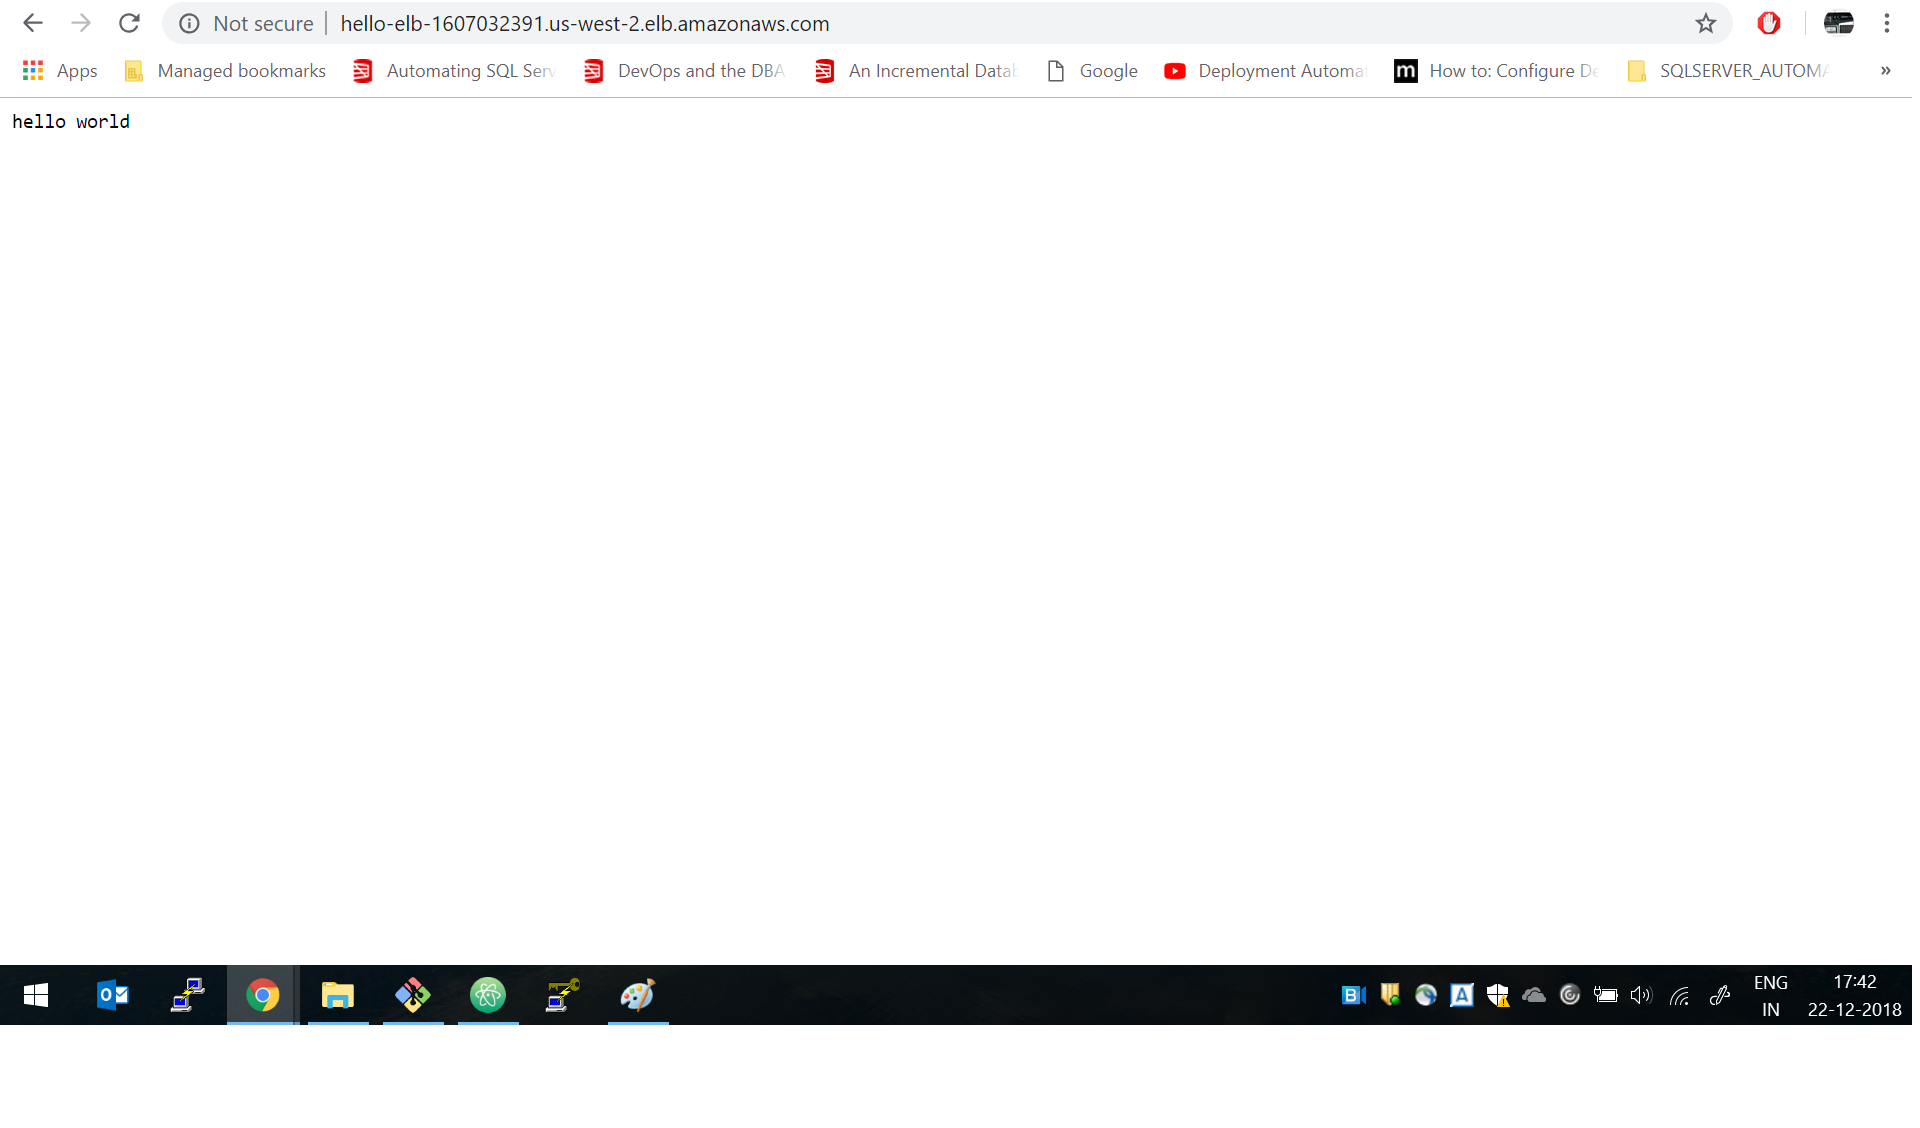 Not secure | hello-elb-1607032391.us-west-2.elb.amazonaws.com
Apps Managed bookmarks Automating SQL Serv DevOps and the DBA An Incremental Datab Google Deployment Automat How to: Configure De SQLSERVER_AUTOMA »
hello world
ENG 17:42
IN 22-12-2018